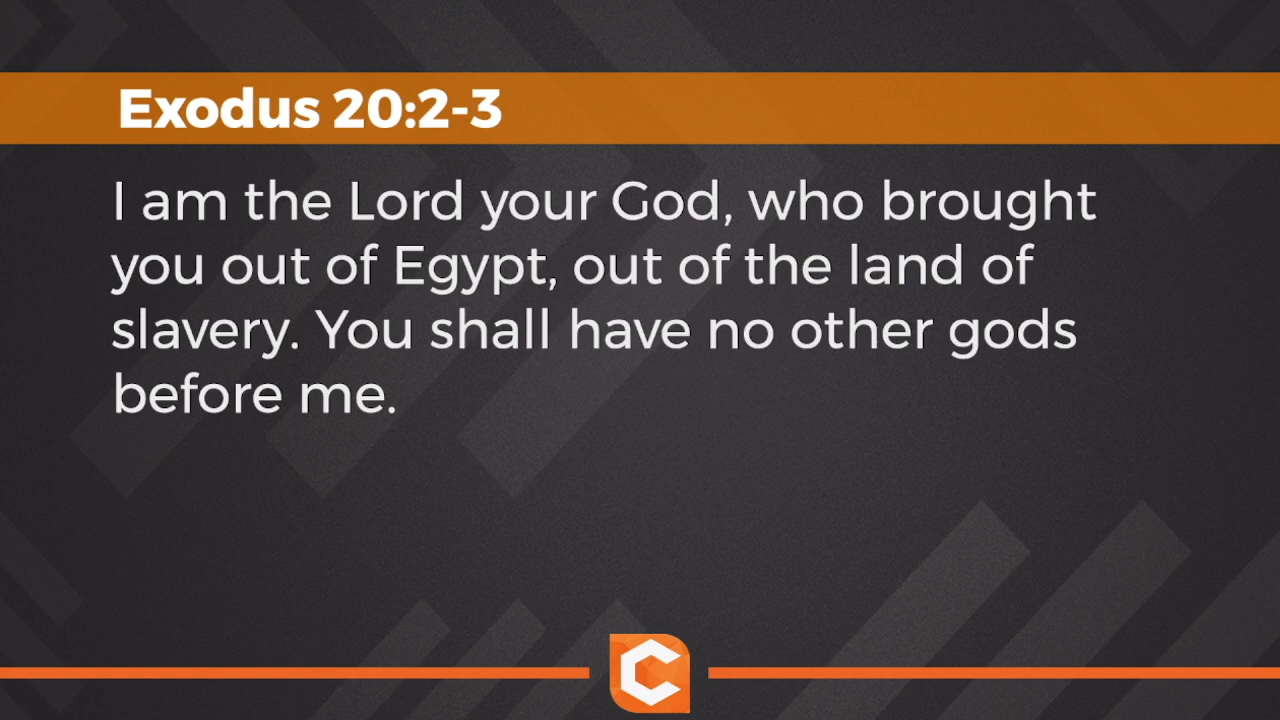 Exodus 20:2-3
I am the Lord your God, who brought
you out of Egypt, out of the land of
slavery. You shall have no other gods
before me.
C